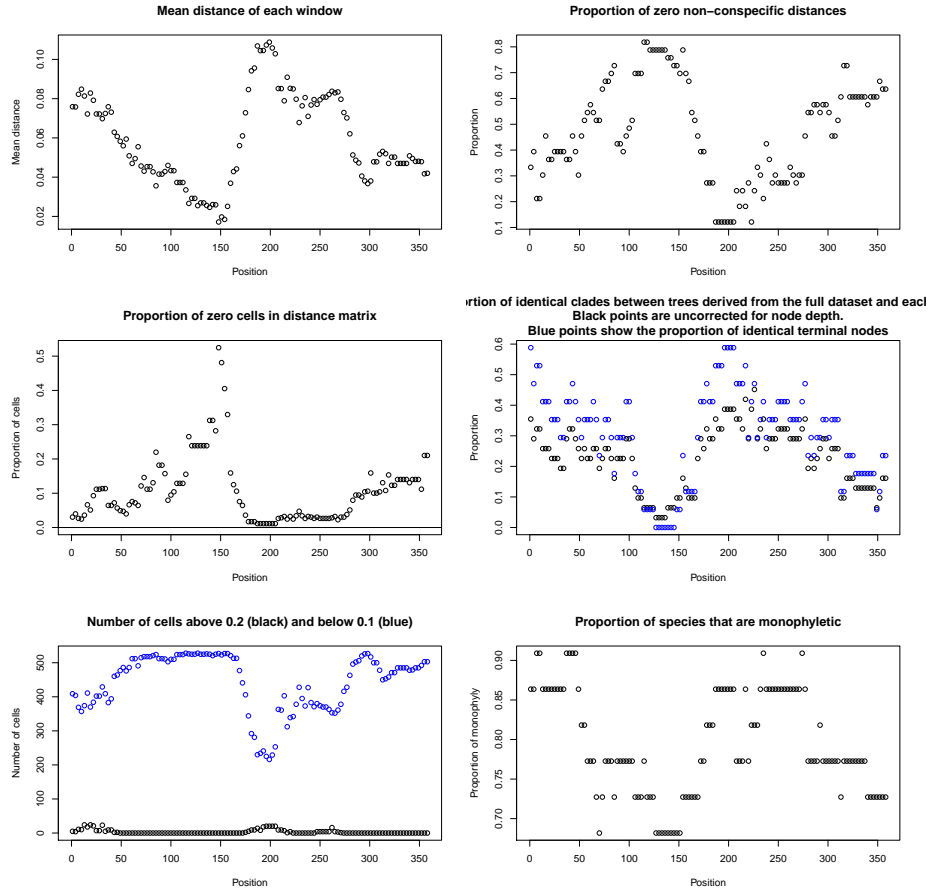 Mean distance of each window
Mean distance
0.02 0.04 0.06 0.08 0.10
0 50 100 150 200 250 300 350
Position
Proportion of zero non−conspecific distances
Proportion
0.1 0.2 0.3 0.4 0.5 0.6 0.7 0.8
0 50 100 150 200 250 300 350
Position
Proportion of zero cells in distance matrix
Proportion of cells
0.0 0.1 0.2 0.3 0.4 0.5
0 50 100 150 200 250 300 350
Position
rtion of identical clades between trees derived from the full dataset and each
Black points are uncorrected for node depth.
Blue points show the proportion of identical terminal nodes
Proportion
0.0 0.1 0.2 0.3 0.4 0.5 0.6
0 50 100 150 200 250 300 350
Position
Number of cells above 0.2 (black) and below 0.1 (blue)
Number of cells
0 100 200 300 400 500
0 50 100 150 200 250 300 350
Position
Proportion of species that are monophyletic
Proportion of monophyly
0.70 0.75 0.80 0.85 0.90
0 50 100 150 200 250 300 350
Position